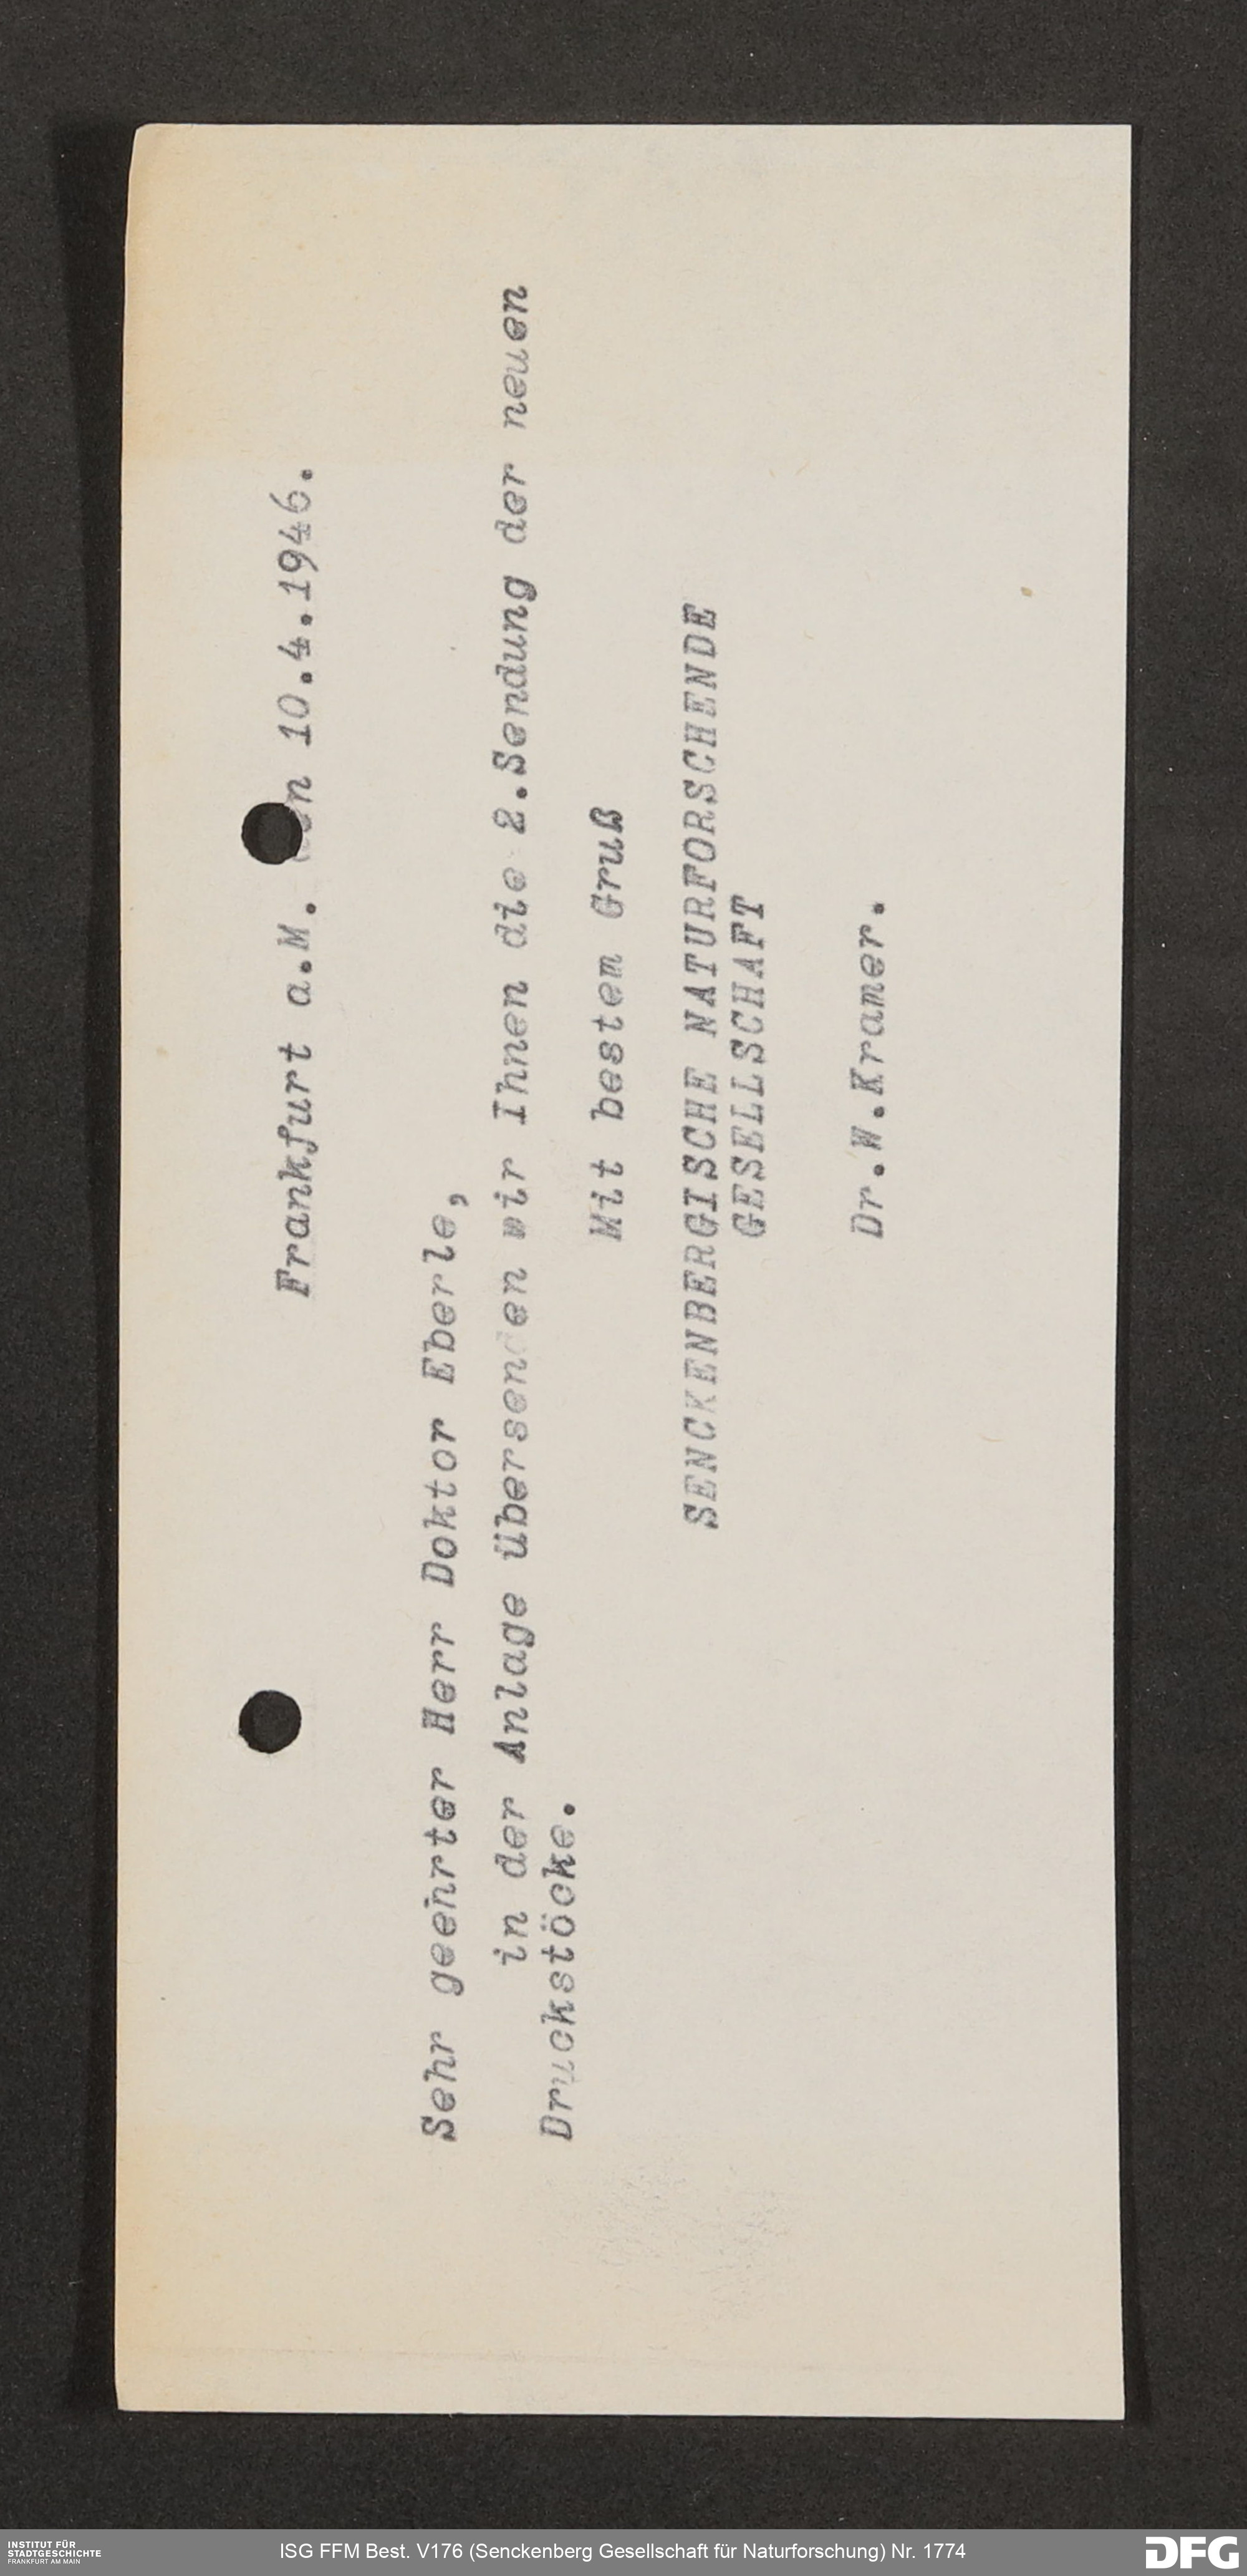 Frankfurt a.M. den 10.4.1946.
Sehr geehrter Herr Doktor Eberle,
in der Anlage übersenden wir Ihnen die 2.Sendung der neuen
Druckstöcke.
Mit bestem Gruß
SENCKENBERGISCHE NATURFORSCHENDE
GESELLSCHAFT
Dr.W.Kramer.
INSTITUT FÜR
STADTGESCHICHTE
FRANKFURT AM MAIN
ISG FFM Best. V176 (Senckenberg Gesellschaft für Naturforschung) Nr. 1774
DFG